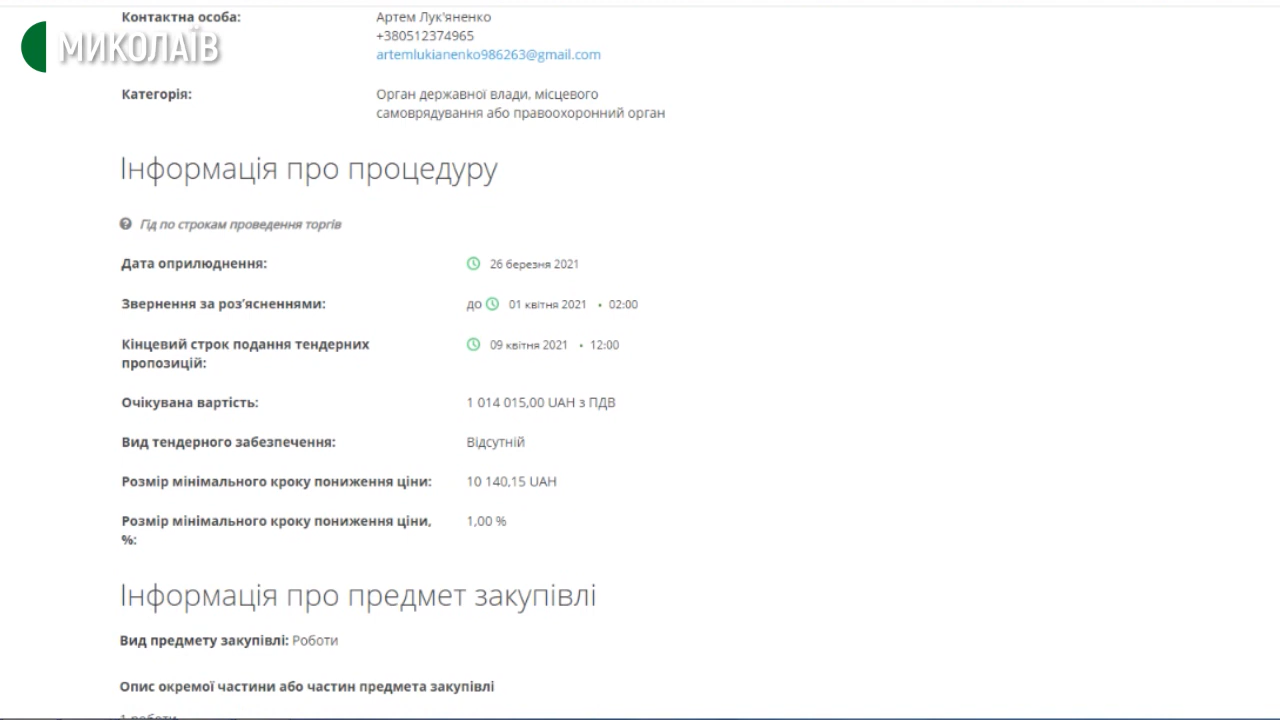 Контактна особа: Артем Лук'яненко
+380512374965
МИКОЛАЇВ
artemlukianenko986263@gmail.com
Категорія: Орган державної влади, місцевого
самоврядування або правоохоронний орган
Інформація про процедуру
Гід по строкам проведення торгів
Дата оприлюднення: 26 березня 2021
Звернення за роз’ясненнями: до 01 квітня 2021 • 02:00
Кінцевий строк подання тендерних 09 квітня 2021 • 12:00
пропозицій:
Очікувана вартість: 1 014 015,00 UAH з ПДВ
Вид тендерного забезпечення: Відсутній
Розмір мінімального кроку пониження ціни: 10 140,15 UAH
Розмір мінімального кроку пониження ціни, 1,00 %
%:
Інформація про предмет закупівлі
Вид предмету закупівлі: Роботи
Опис окремої частини або частин предмета закупівлі